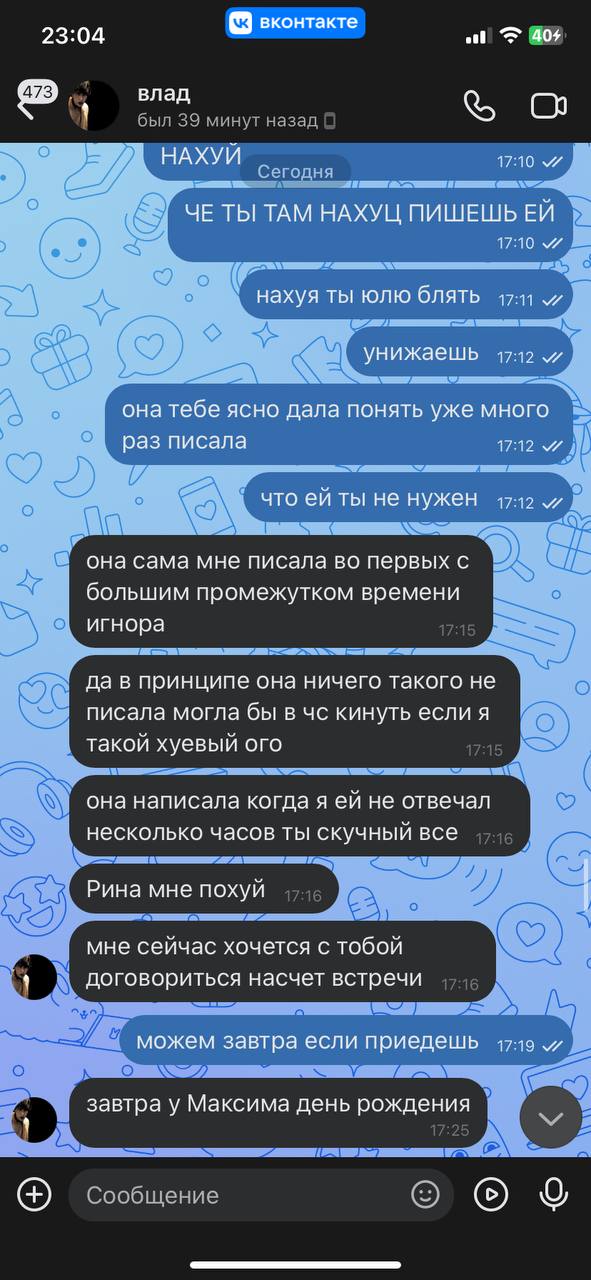 23:04
вконтакте
40
473
влад
был 39 минут назад
НАХУЙ
17:10
Сегодня
ЧЕ ТЫ ТАМ НАХУЦ ПИШЕШЬ ЕЙ
17:10
нахуя ты юлю блять 17:11
унижаешь 17:12
она тебе ясно дала понять уже много
раз писала 17:12
что ей ты не нужен 17:12
она сама мне писала во первых с
большим промежутком времени
игнора 17:15
да в принципе она ничего такого не
писала могла бы в чс кинуть если я
такой хуевый ого 17:15
она написала когда я ей не отвечал
несколько часов ты скучный все 17:16
Рина мне похуй 17:16
мне сейчас хочется с тобой
договориться насчет встречи 17:16
можем завтра если приедешь 17:19
завтра у Максима день рождения
17:25
Сообщение